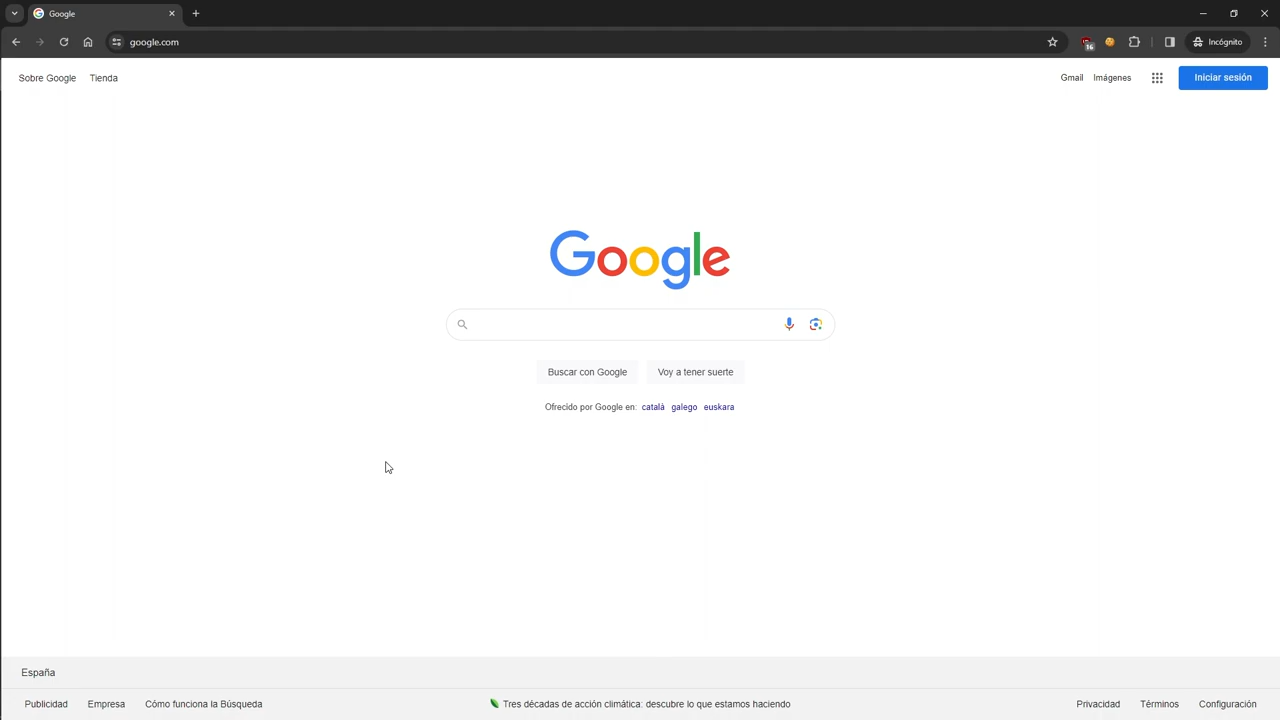 Google
google.com
16
Incógnito
Sobre Google Tienda
Gmail Imágenes Iniciar sesión
Google
Buscar con Google Voy a tener suerte
Ofrecido por Google en: català galego euskara
España
Publicidad Empresa Cómo funciona la Búsqueda
Tres décadas de acción climática: descubre lo que estamos haciendo
Privacidad Términos Configuración